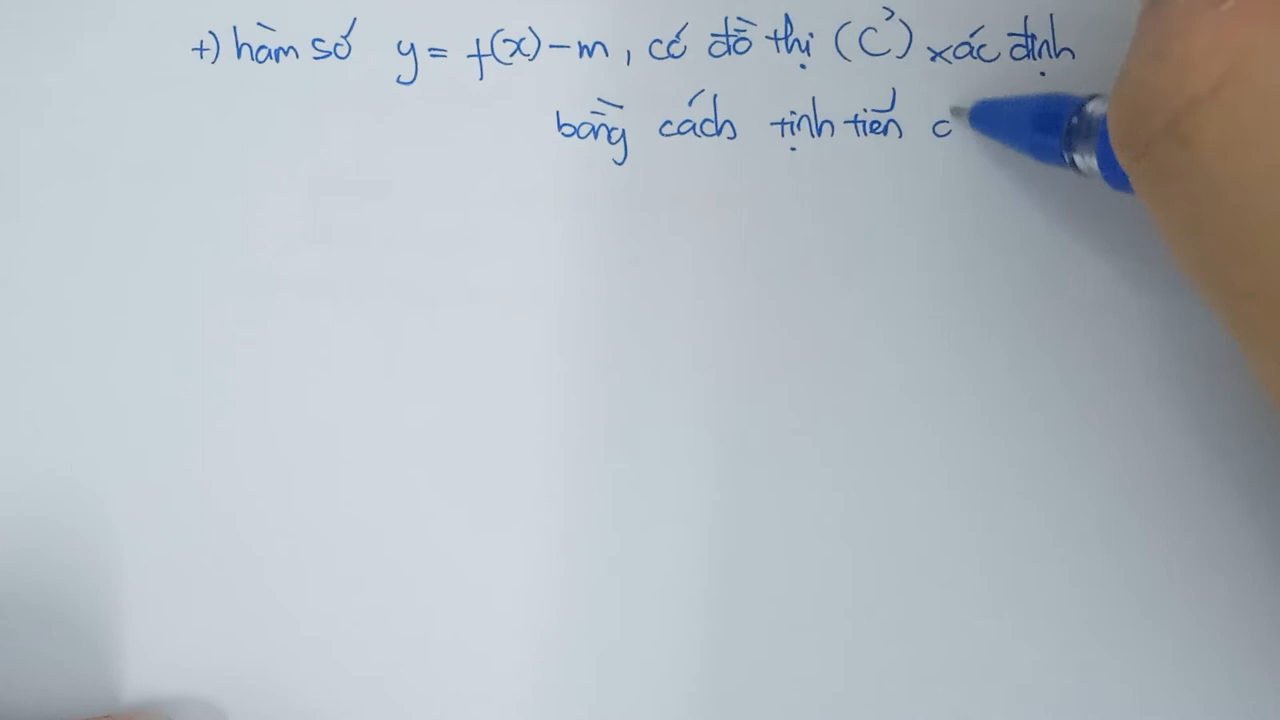 +) hàm số y = f(x) - m, có đồ thị (C') xác định
bằng cách tịnh tiến c